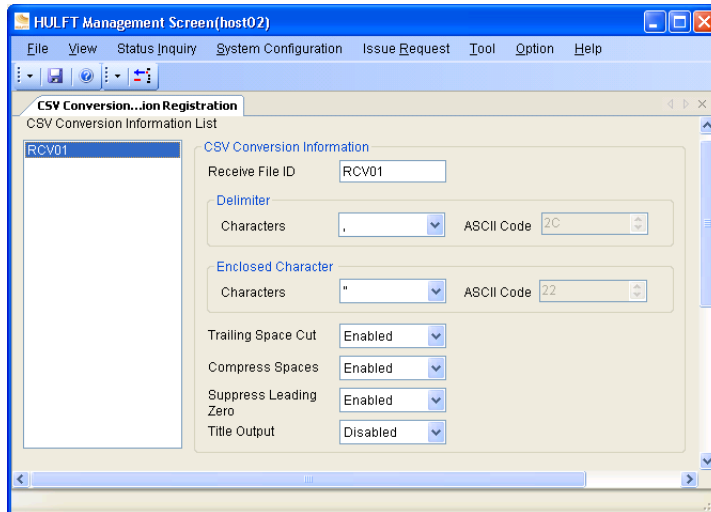 HULFT Management Screen(host02)
File View Status Inquiry System Configuration Issue Request Tool Option Help
CSV Conversion...ion Registration
CSV Conversion Information List
RCV01
CSV Conversion Information
Receive File ID RCV01
Delimiter
Characters , ASCII Code 2C
Enclosed Character
Characters " ASCII Code 22
Trailing Space Cut Enabled
Compress Spaces Enabled
Suppress Leading Zero Enabled
Title Output Disabled